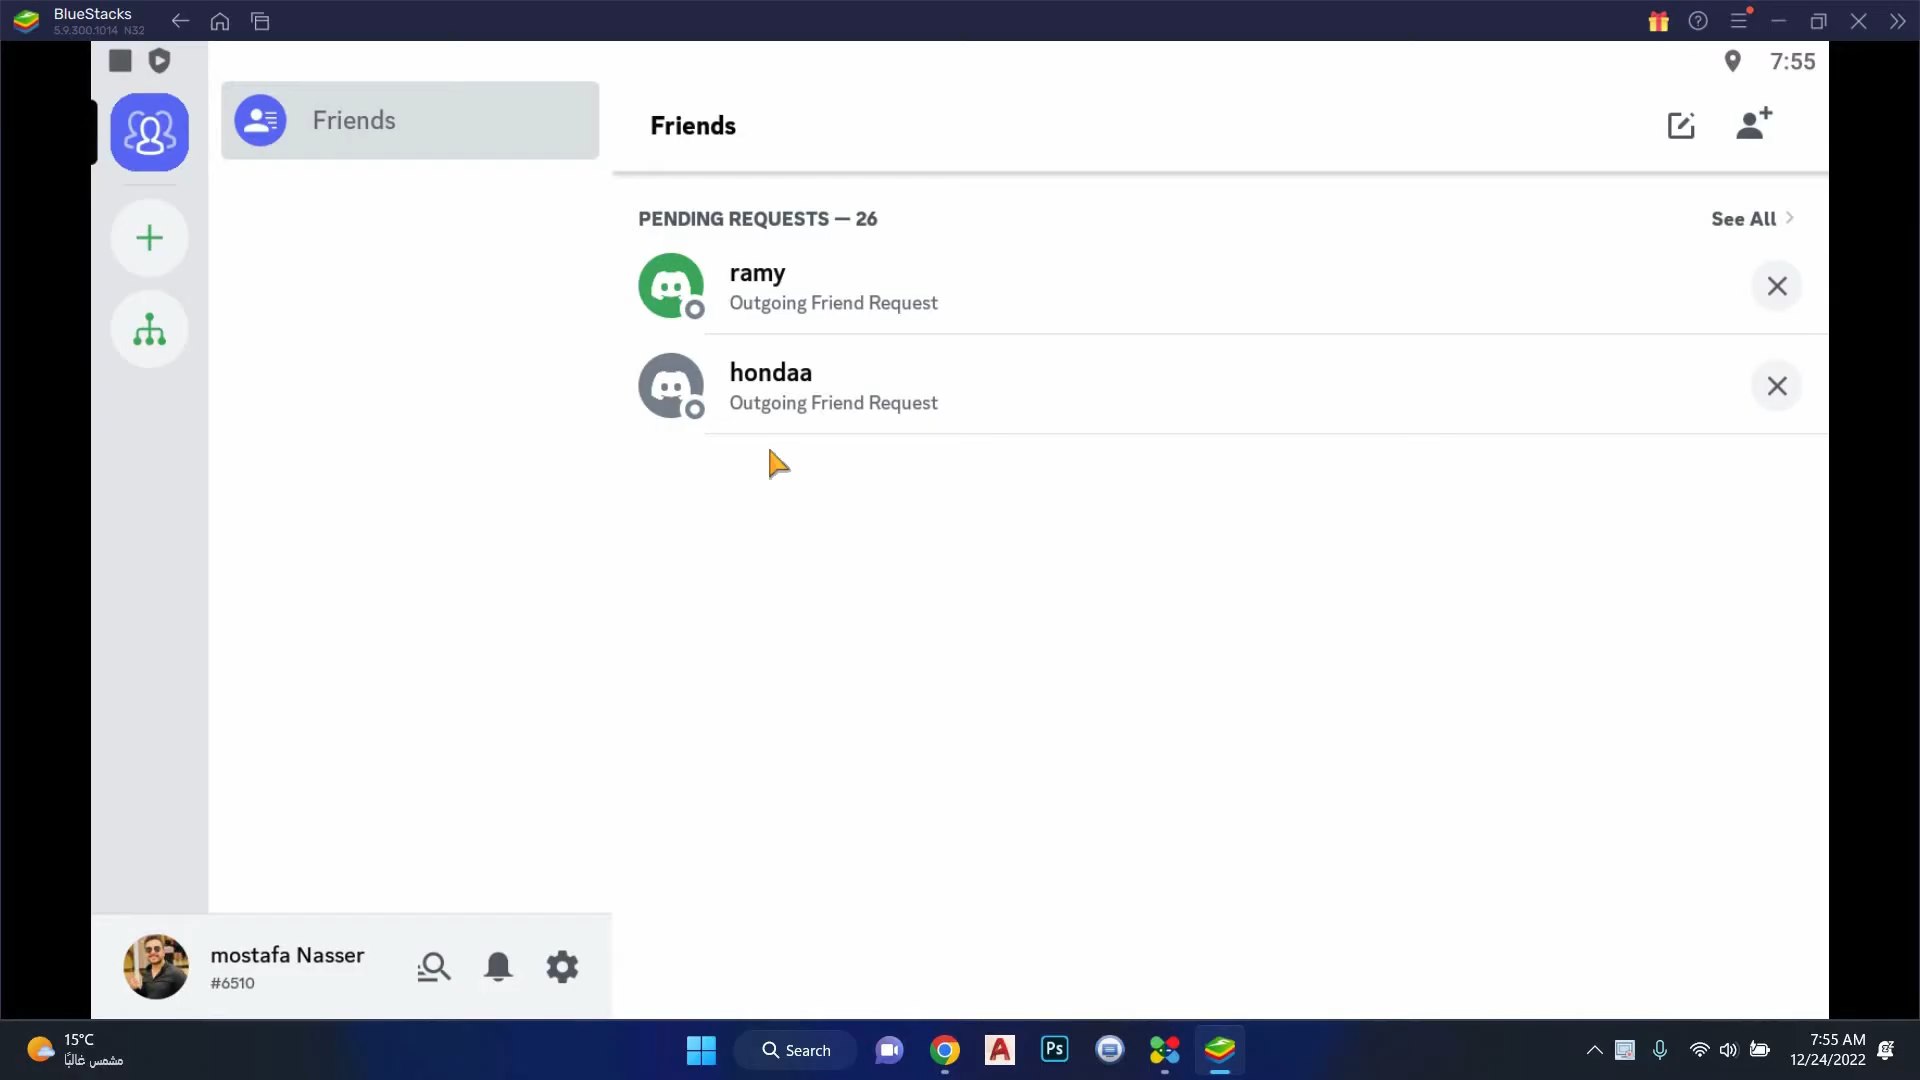 BlueStacks
5.9.300.1014 N32
7:55
Friends
Friends
PENDING REQUESTS — 26
See All
ramy
Outgoing Friend Request
hondaa
Outgoing Friend Request
mostafa Nasser
#6510
15°C
مشمس غالبًا
Search
Ps
7:55 AM
12/24/2022